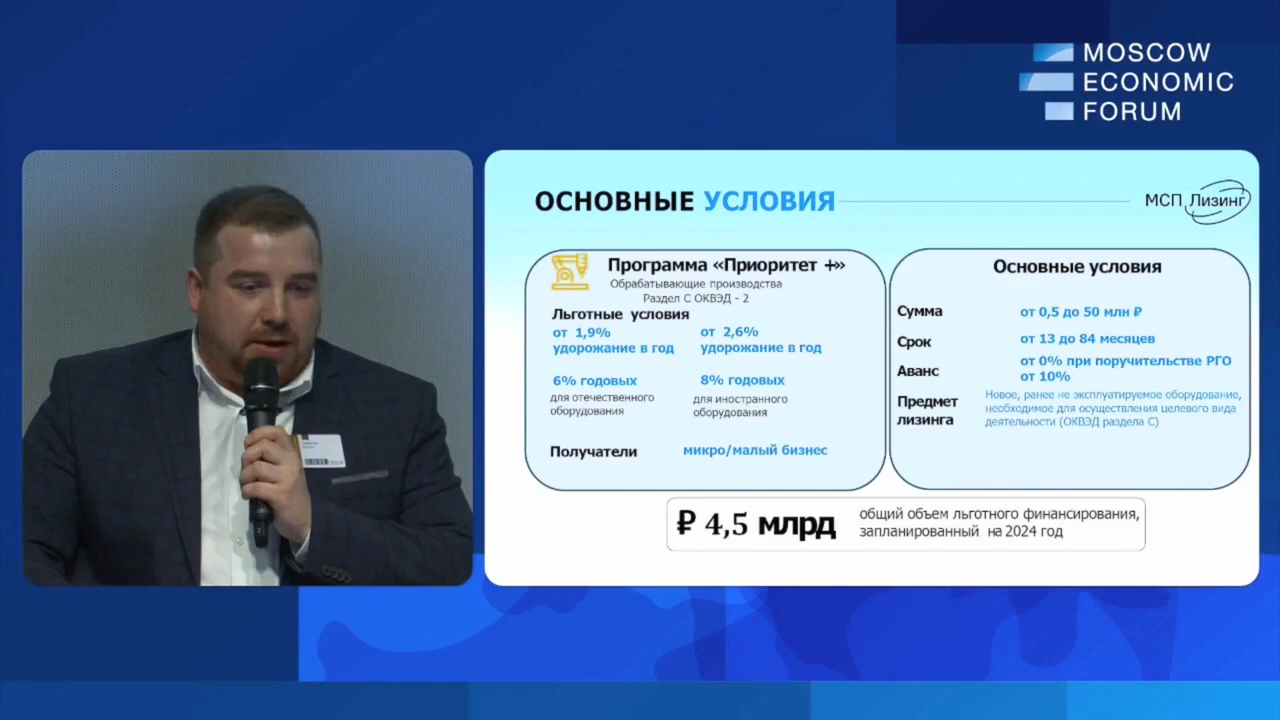 MOSCOW
ECONOMIC
FORUM
ОСНОВНЫЕ УСЛОВИЯ
МСП Лизинг
Программа «Приоритет +»
Обрабатывающие производства
Раздел С ОКВЭД - 2
Льготные условия
от 1,9%
удорожание в год
от 2,6%
удорожание в год
6% годовых
для отечественного
оборудования
8% годовых
для иностранного
оборудования
Получатели
микро/малый бизнес
Основные условия
Сумма
от 0,5 до 50 млн ₽
Срок
от 13 до 84 месяцев
Аванс
от 0% при поручительстве РГО
от 10%
Предмет
лизинга
Новое, ранее не эксплуатируемое оборудование,
необходимое для осуществления целевого вида
деятельности (ОКВЭД раздела С)
₽ 4,5 млрд
общий объем льготного финансирования,
запланированный на 2024 год